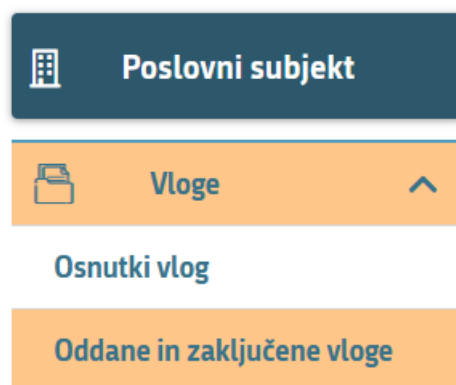 Poslovni subjekt
Vloge
Osnutki vlog
Oddane in zaključene vloge